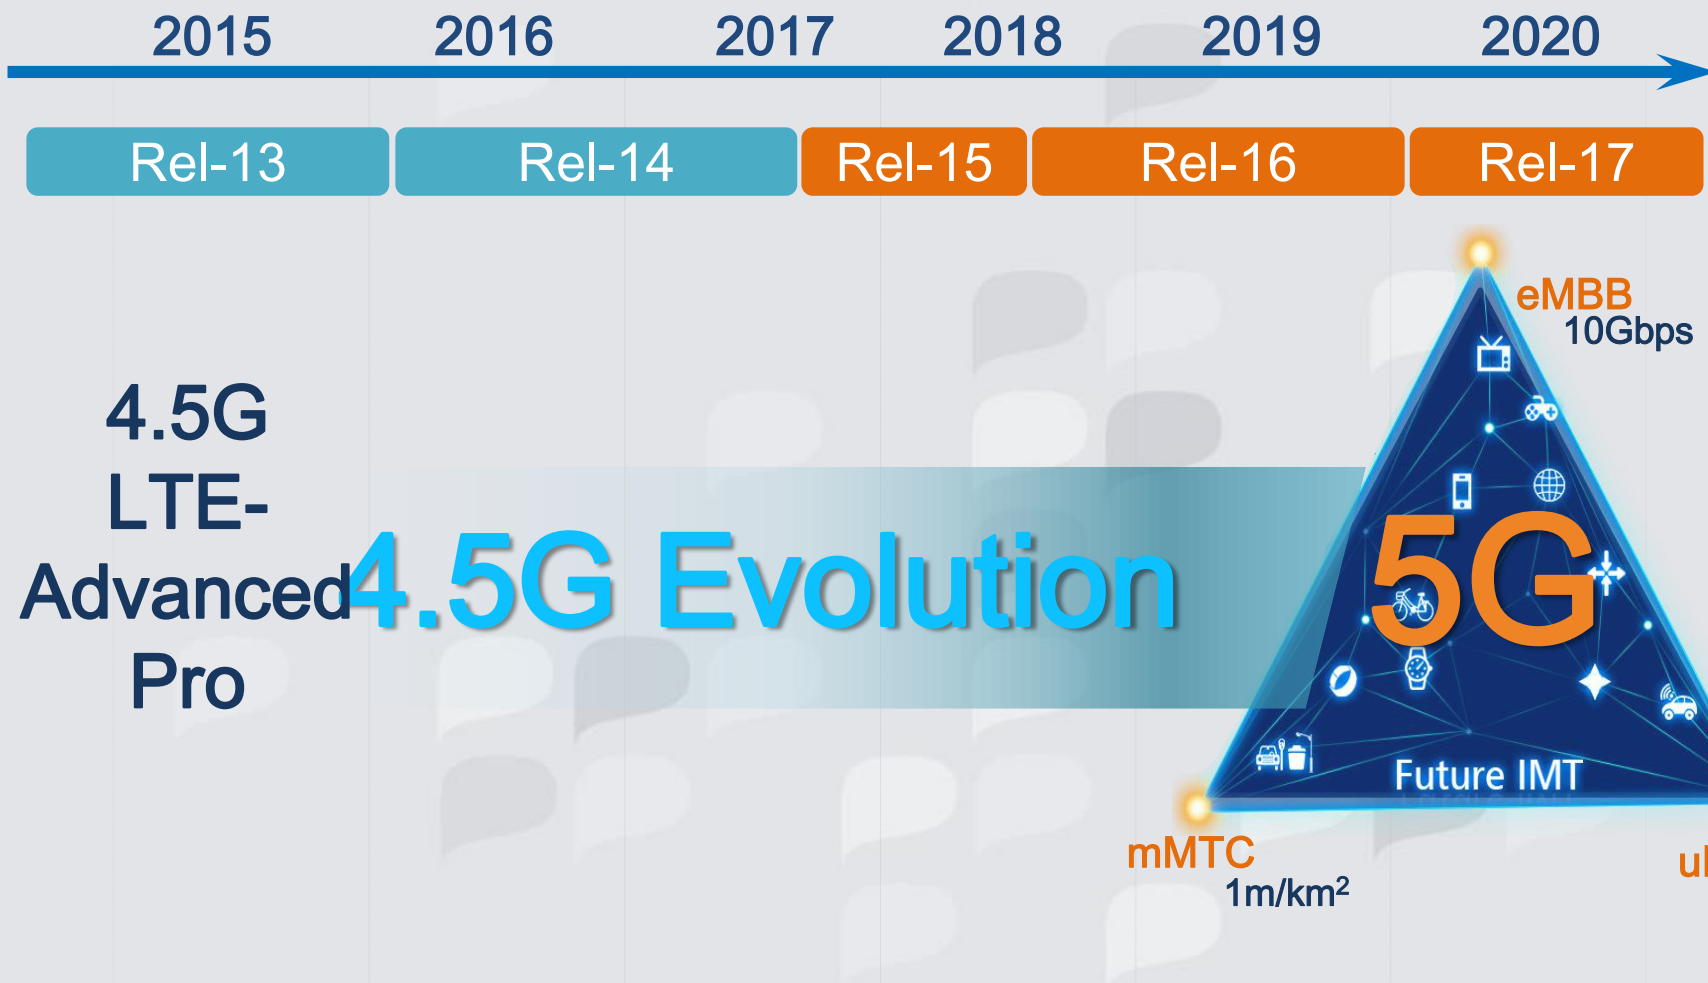 2015 2016 2017 2018 2019 2020
Rel-13 Rel-14 Rel-15 Rel-16 Rel-17
eMBB
10Gbps
4.5G
LTE-
Advanced
Pro
4.5G Evolution
5G
Future IMT
mMTC
1m/km²